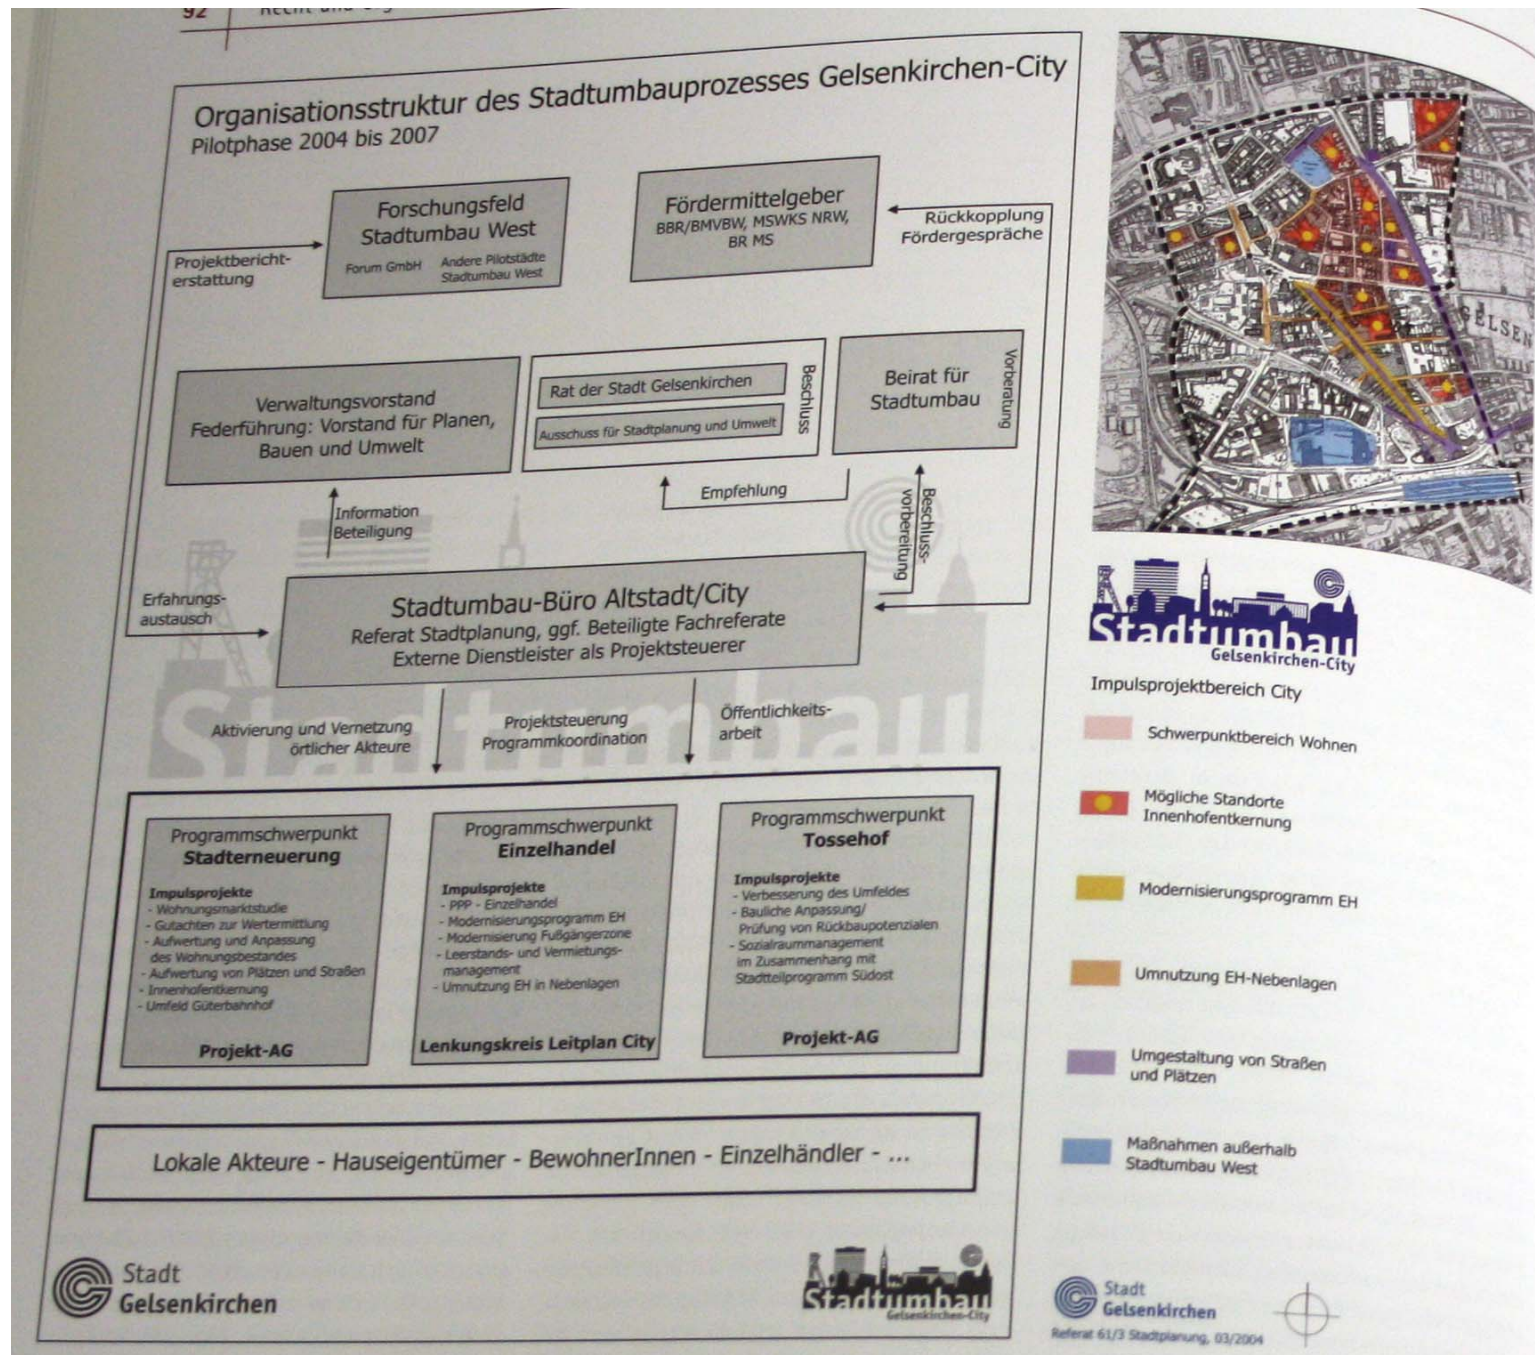 92
Organisationsstruktur des Stadtumbauprozesses Gelsenkirchen-City
Pilotphase 2004 bis 2007
Forschungsfeld
Stadtumbau West
Forum GmbH
Andere Pilotstädte
Stadtumbau West
Fördermittelgeber
BBR/BMVBW, MSWKS NRW,
BR MS
Rückkopplung
Fördergespräche
Projektbericht-
erstattung
Verwaltungsvorstand
Federführung: Vorstand für Planen,
Bauen und Umwelt
Rat der Stadt Gelsenkirchen
Ausschuss für Stadtplanung und Umwelt
Beschluss
Beirat für
Stadtumbau
Vorberatung
Information
Beteiligung
Empfehlung
Beschluss-
vorbereitung
Erfahrungs-
austausch
Stadtumbau-Büro Altstadt/City
Referat Stadtplanung, ggf. Beteiligte Fachreferate
Externe Dienstleister als Projektsteuerer
Stadtumbau
Aktivierung und Vernetzung
örtlicher Akteure
Projektsteuerung
Programmkoordination
Öffentlichkeits-
arbeit
Programmschwerpunkt
Stadterneuerung
Impulsprojekte
- Wohnungsmarktstudie
- Gutachten zur Wertermittlung
- Aufwertung und Anpassung
des Wohnungsbestandes
- Aufwertung von Plätzen und Straßen
- Innenhofentkernung
- Umfeld Güterbahnhof
Projekt-AG
Programmschwerpunkt
Einzelhandel
Impulsprojekte
- PPP - Einzelhandel
- Modernisierungsprogramm EH
- Modernisierung Fußgängerzone
- Leerstands- und Vermietungs-
management
- Umnutzung EH in Nebenlagen
Lenkungskreis Leitplan City
Programmschwerpunkt
Tossehof
Impulsprojekte
- Verbesserung des Umfeldes
- Bauliche Anpassung/
Prüfung von Rückbaupotenzialen
- Sozialraummanagement
im Zusammenhang mit
Stadtteilprogramm Südost
Projekt-AG
Lokale Akteure - Hauseigentümer - BewohnerInnen - Einzelhändler - ...
Stadt
Gelsenkirchen
Stadtumbau
Gelsenkirchen-City
GELSEN
Stadtumbau
Gelsenkirchen-City
Impulsprojektbereich City
Schwerpunktbereich Wohnen
Mögliche Standorte
Innenhofentkernung
Modernisierungsprogramm EH
Umnutzung EH-Nebenlagen
Umgestaltung von Straßen
und Plätzen
Maßnahmen außerhalb
Stadtumbau West
Stadt
Gelsenkirchen
Referat 61/3 Stadtplanung, 03/2004